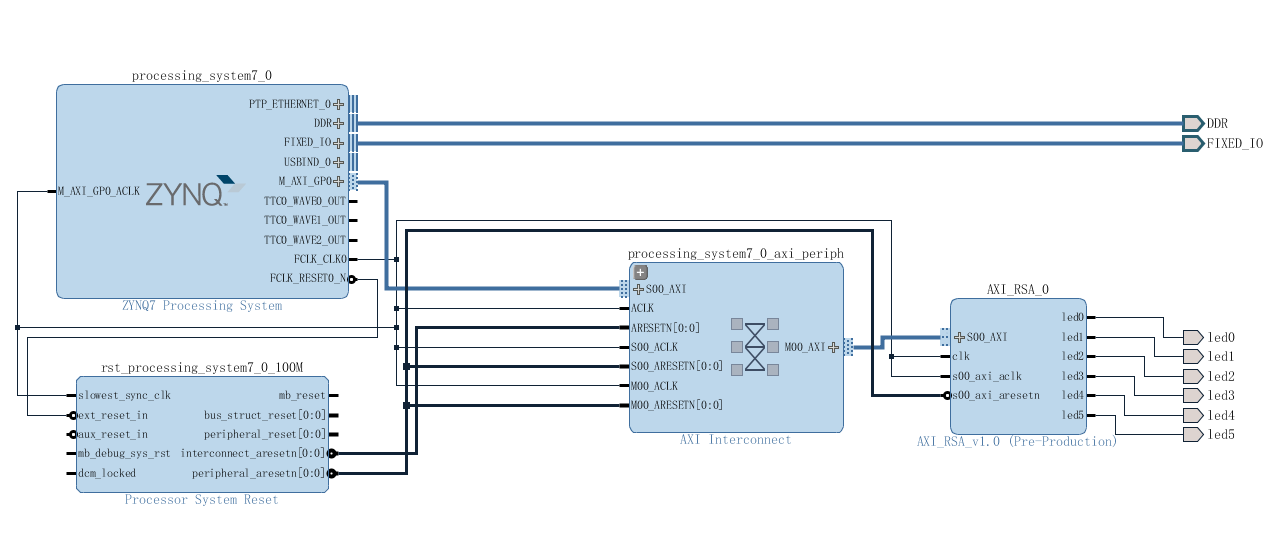 processing_system7_0
PTP_ETHERNET_0
DDR
FIXED_IO
USBIND_0
M_AXI_GP0
TTC0_WAVE0_OUT
TTC0_WAVE1_OUT
TTC0_WAVE2_OUT
FCLK_CLK0
FCLK_RESET0_N
M_AXI_GP0_ACLK
ZYNQ
ZYNQ7 Processing System
rst_processing_system7_0_100M
slowest_sync_clk
ext_reset_in
aux_reset_in
mb_debug_sys_rst
dcm_locked
mb_reset
bus_struct_reset[0:0]
peripheral_reset[0:0]
interconnect_aresetn[0:0]
peripheral_aresetn[0:0]
Processor System Reset
processing_system7_0_axi_periph
S00_AXI
ACLK
ARESETN[0:0]
S00_ACLK
S00_ARESETN[0:0]
M00_ACLK
M00_ARESETN[0:0]
M00_AXI
AXI Interconnect
AXI_RSA_0
S00_AXI
clk
s00_axi_aclk
s00_axi_aresetn
led0
led1
led2
led3
led4
led5
AXI_RSA_v1.0 (Pre-Production)
DDR
FIXED_IO
led0
led1
led2
led3
led4
led5